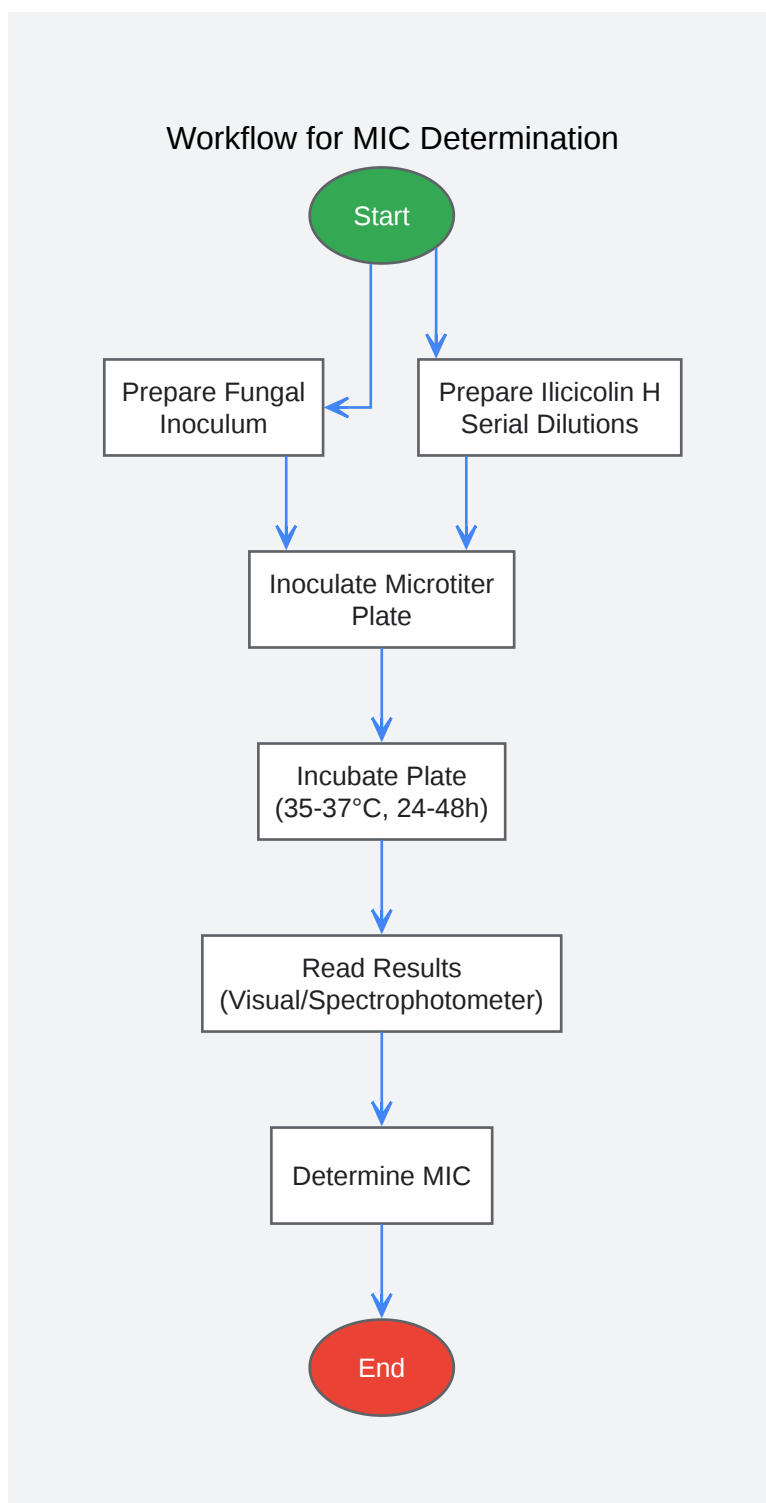 Workflow for MIC Determination
Start
Prepare Fungal
Inoculum
Prepare Ilicicolin H
Serial Dilutions
Inoculate Microtiter
Plate
Incubate Plate
(35-37°C, 24-48h)
Read Results
(Visual/Spectrophotometer)
Determine MIC
End